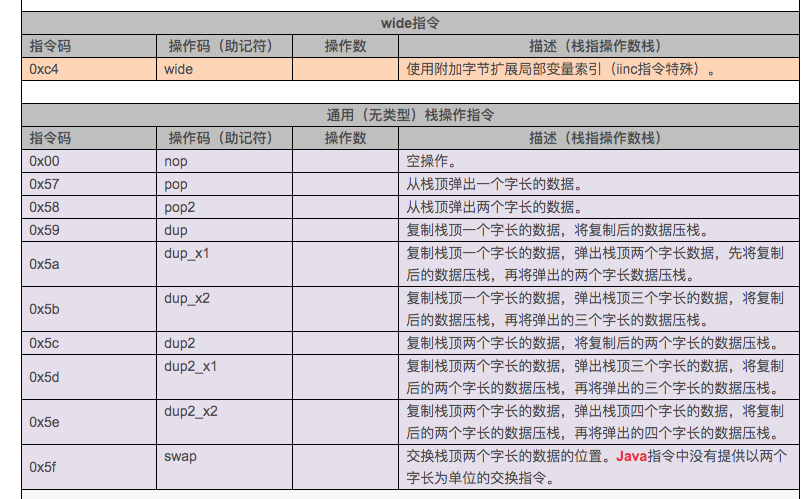 wide指令
指令码 操作码（助记符） 操作数 描述（栈指操作数栈）
0xc4 wide 使用附加字节扩展局部变量索引（iinc指令特殊）。
通用（无类型）栈操作指令
指令码 操作码（助记符） 操作数 描述（栈指操作数栈）
0x00 nop 空操作。
0x57 pop 从栈顶弹出一个字长的数据。
0x58 pop2 从栈顶弹出两个字长的数据。
0x59 dup 复制栈顶一个字长的数据，将复制后的数据压栈。
0x5a dup_x1 复制栈顶一个字长的数据，弹出栈顶两个字长数据，先将复制
后的数据压栈，再将弹出的两个字长数据压栈。
0x5b dup_x2 复制栈顶一个字长的数据，弹出栈顶三个字长的数据，将复制
后的数据压栈，再将弹出的三个字长的数据压栈。
0x5c dup2 复制栈顶两个字长的数据，将复制后的两个字长的数据压栈。
0x5d dup2_x1 复制栈顶两个字长的数据，弹出栈顶三个字长的数据，将复制
后的两个字长的数据压栈，再将弹出的三个字长的数据压栈。
0x5e dup2_x2 复制栈顶两个字长的数据，弹出栈顶四个字长的数据，将复制
后的两个字长的数据压栈，再将弹出的四个字长的数据压栈。
0x5f swap 交换栈顶两个字长的数据的位置。Java指令中没有提供以两个
字长为单位的交换指令。